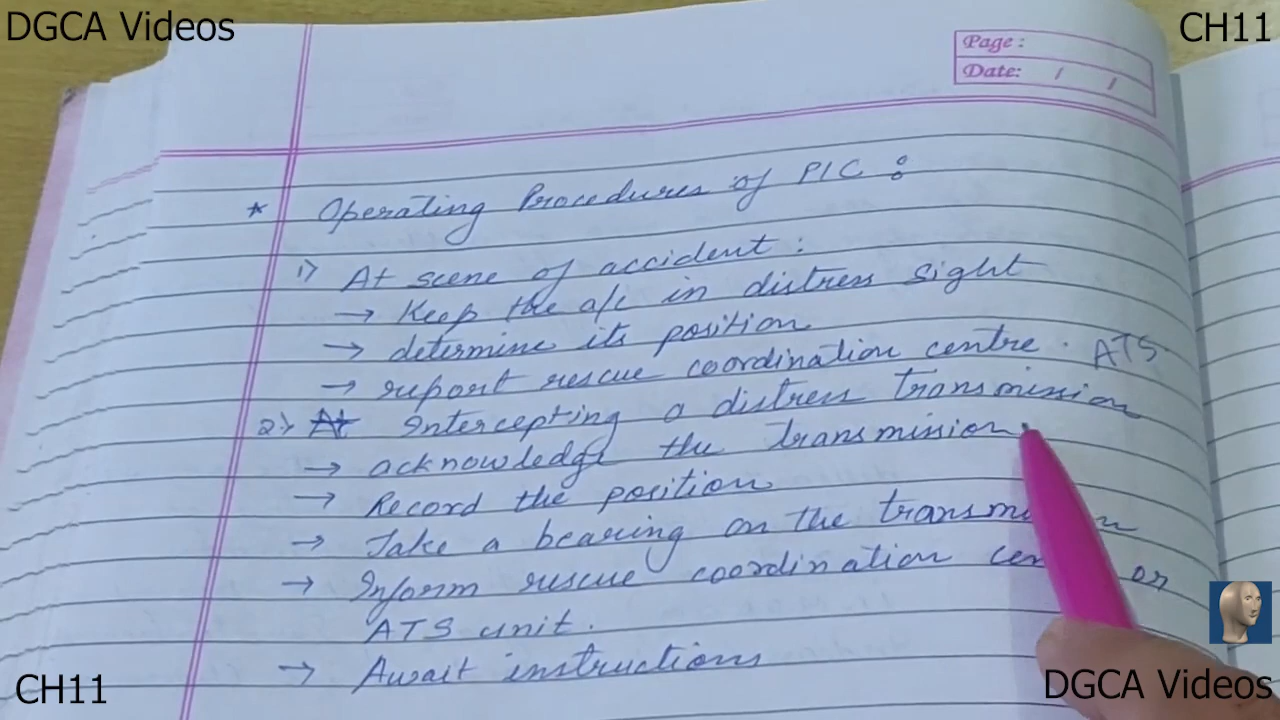 DGCA Videos
CH11
Page :
Date: / /
* Operating Procedures of PIC :
1) At scene of accident :
→ Keep the a/c in distress sight
→ determine its position
→ report rescue coordination centre . ATS
2) At Intercepting a distress transmission
→ acknowledge the transmission
→ Record the position
→ Take a bearing on the
→ Inform rescue coordination or
ATS unit .
→ Await instructions
CH11
DGCA Videos